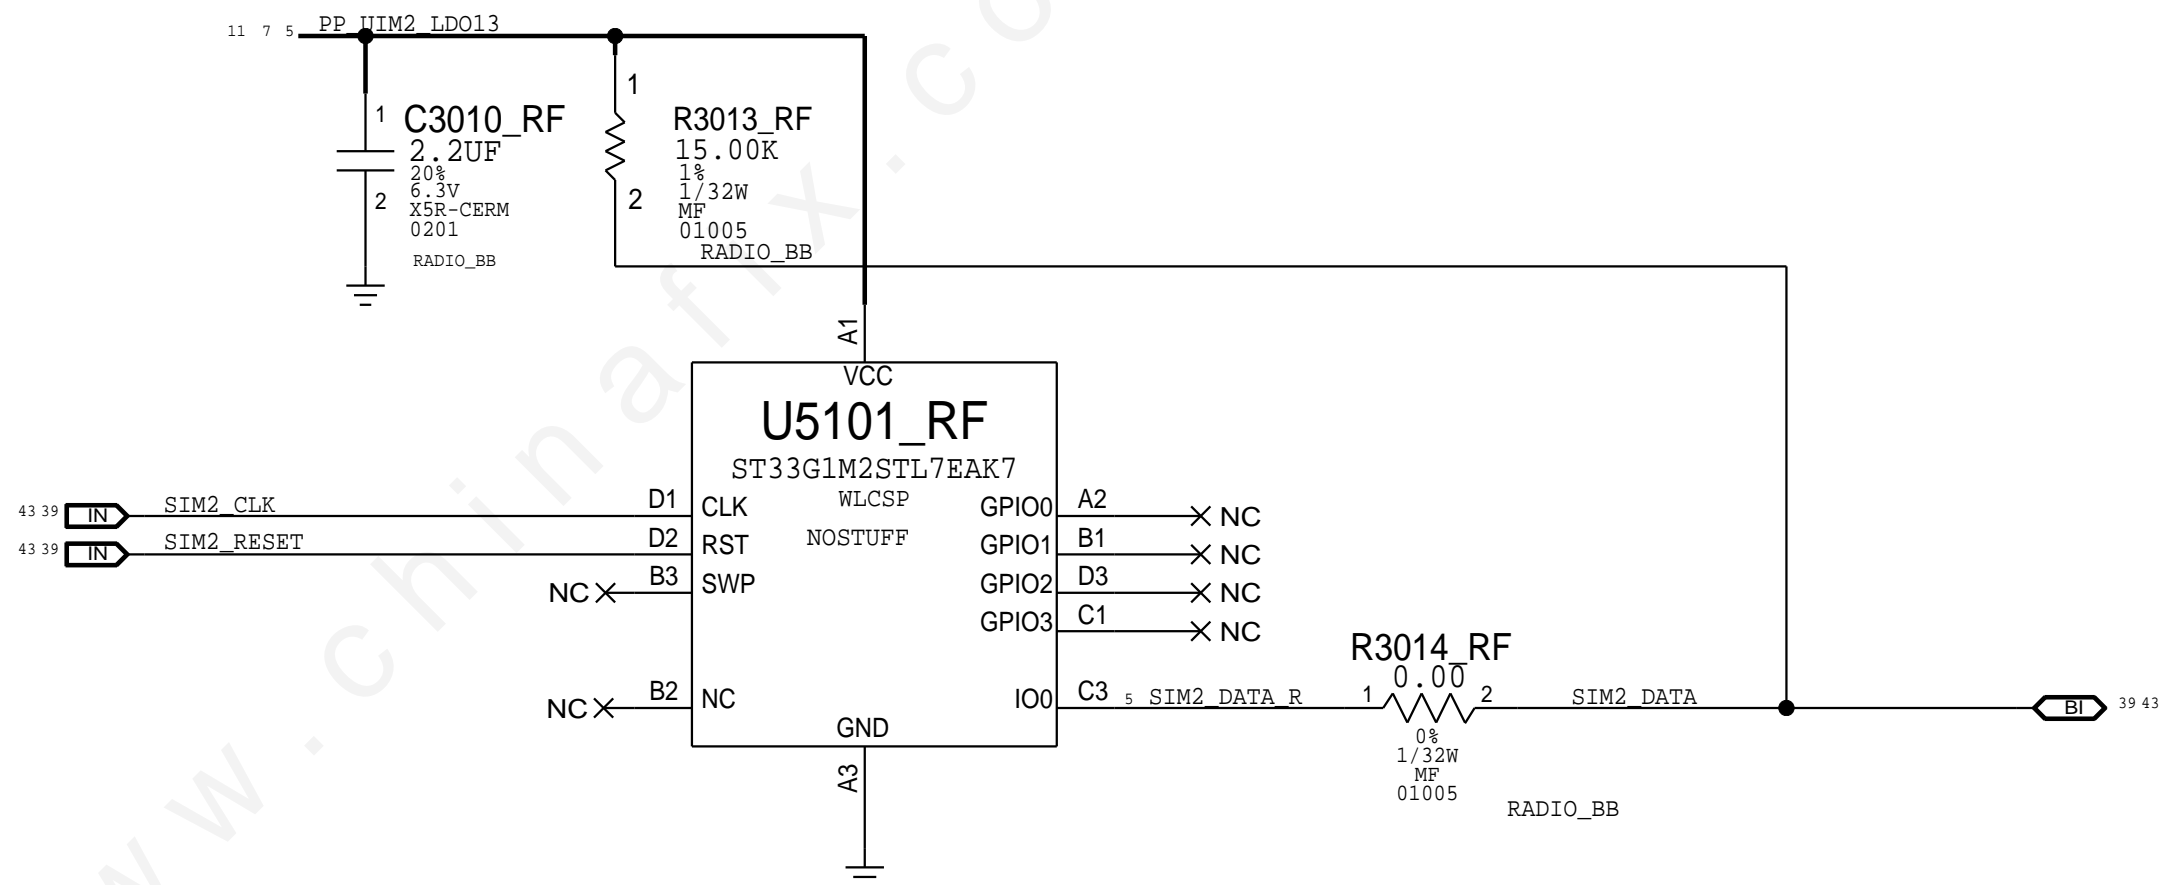 11 7 5 PP_UIM2_LDO13
1
C3010_RF
2.2UF
20%
6.3V
X5R-CERM
0201
RADIO_BB
2
1
R3013_RF
15.00K
1%
1/32W
MF
01005
RADIO_BB
2
A1
VCC
U5101_RF
ST33G1M2STL7EAK7
WLCSP
NOSTUFF
43 39 IN SIM2_CLK D1 CLK
43 39 IN SIM2_RESET D2 RST
NC B3 SWP
NC B2 NC
GPIO0 A2 NC
GPIO1 B1 NC
GPIO2 D3 NC
GPIO3 C1 NC
IO0 C3 5 SIM2_DATA_R 1
R3014_RF
0.00
2 SIM2_DATA BI 39 43
0%
1/32W
MF
01005
RADIO_BB
GND
A3
w w . c h i n a f i x . c o